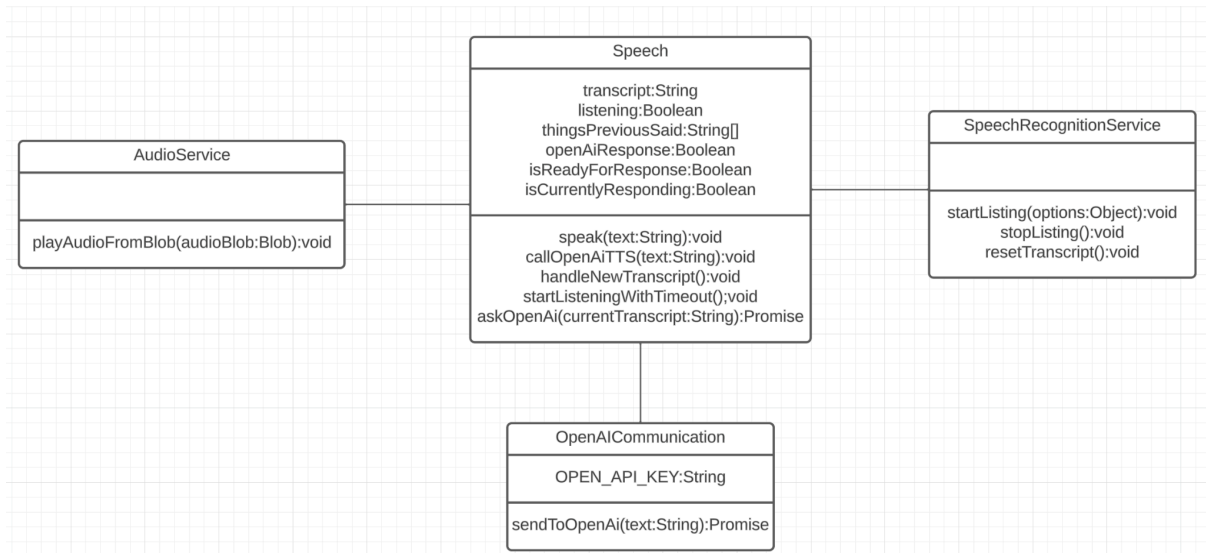 Speech
transcript:String
listening:Boolean
thingsPreviousSaid:String[]
openAiResponse:Boolean
isReadyForResponse:Boolean
isCurrentlyResponding:Boolean
speak(text:String):void
callOpenAiTTS(text:String):void
handleNewTranscript():void
startListeningWithTimeout();void
askOpenAi(currentTranscript:String):Promise
AudioService
playAudioFromBlob(audioBlob:Blob):void
SpeechRecognitionService
startListing(options:Object):void
stopListing():void
resetTranscript():void
OpenAICommunication
OPEN_API_KEY:String
sendToOpenAi(text:String):Promise